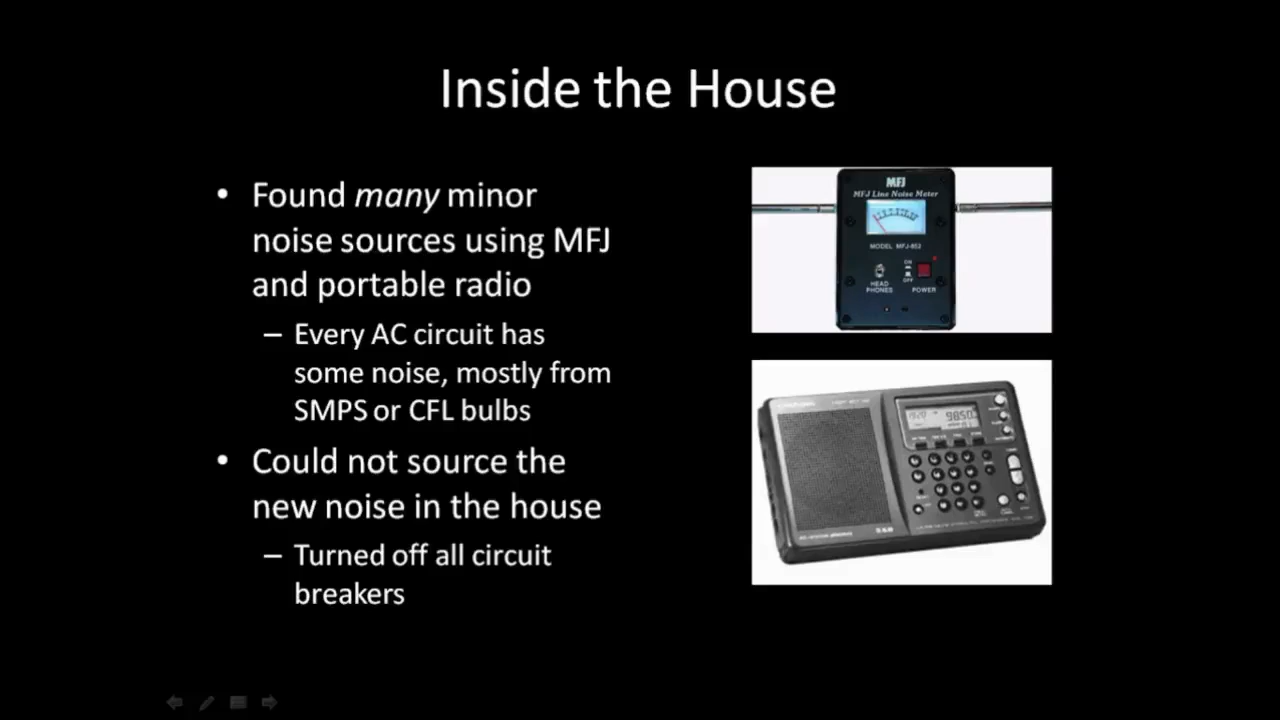 Inside the House
• Found many minor
noise sources using MFJ
and portable radio
– Every AC circuit has
some noise, mostly from
SMPS or CFL bulbs
• Could not source the
new noise in the house
– Turned off all circuit
breakers
MFJ
MFJ Line Noise Meter
MODEL MFJ-852
ON
OFF
HEAD
PHONES
POWER